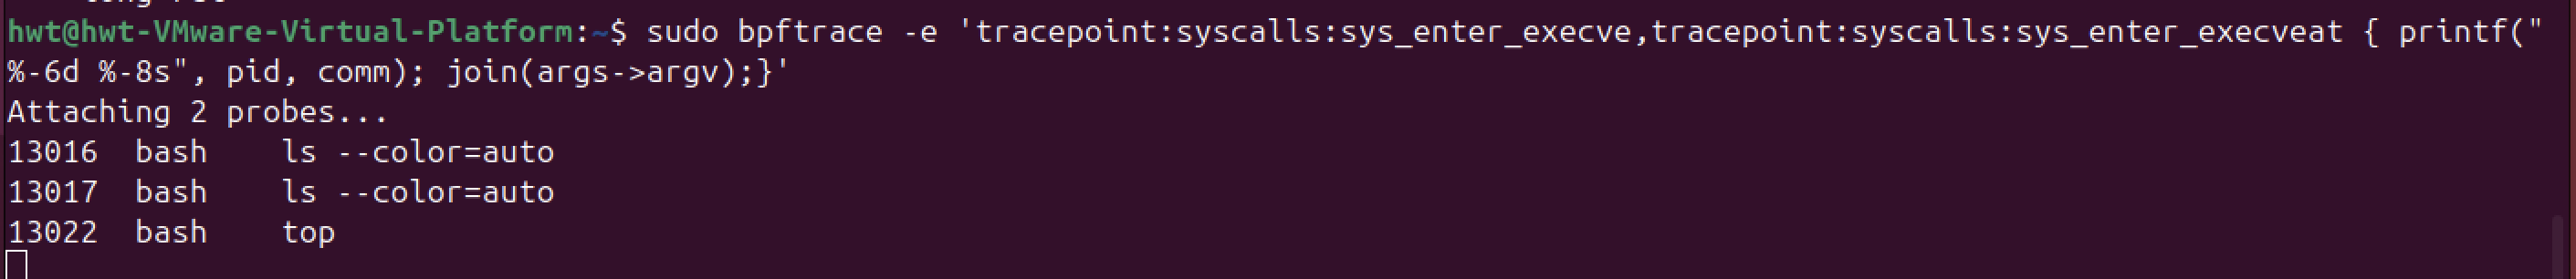 hwt@hwt-VMware-Virtual-Platform:~$ sudo bpftrace -e 'tracepoint:syscalls:sys_enter_execve,tracepoint:syscalls:sys_enter_execveat { printf("
%-6d %-8s", pid, comm); join(args->argv);}'
Attaching 2 probes...
13016  bash    ls --color=auto
13017  bash    ls --color=auto
13022  bash    top